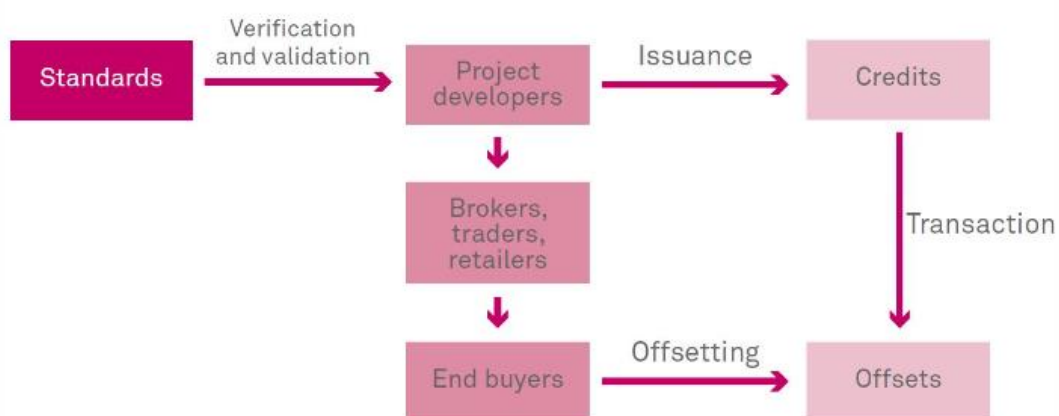 Verification
and validation
Standards
Project
developers
Issuance
Credits
Brokers,
traders,
retailers
Transaction
End buyers
Offsetting
Offsets